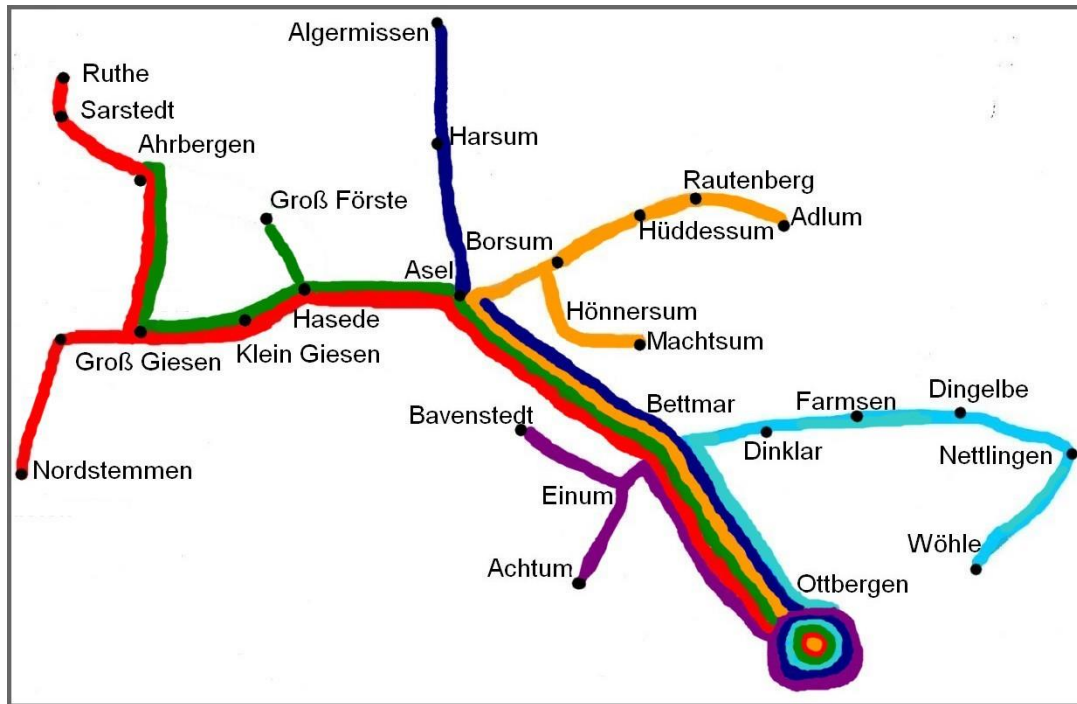 Algermissen
Ruthe
Sarstedt
Harsum
Ahrbergen
Rautenberg
Groß Förste
Adlum
Hüddessum
Borsum
Asel
Hönnersum
Hasede
Machtsum
Klein Giesen
Groß Giesen
Dingelbe
Farmsen
Bettmar
Bavenstedt
Dinklar
Nettlingen
Nordstemmen
Einum
Wöhle
Achtum
Ottbergen